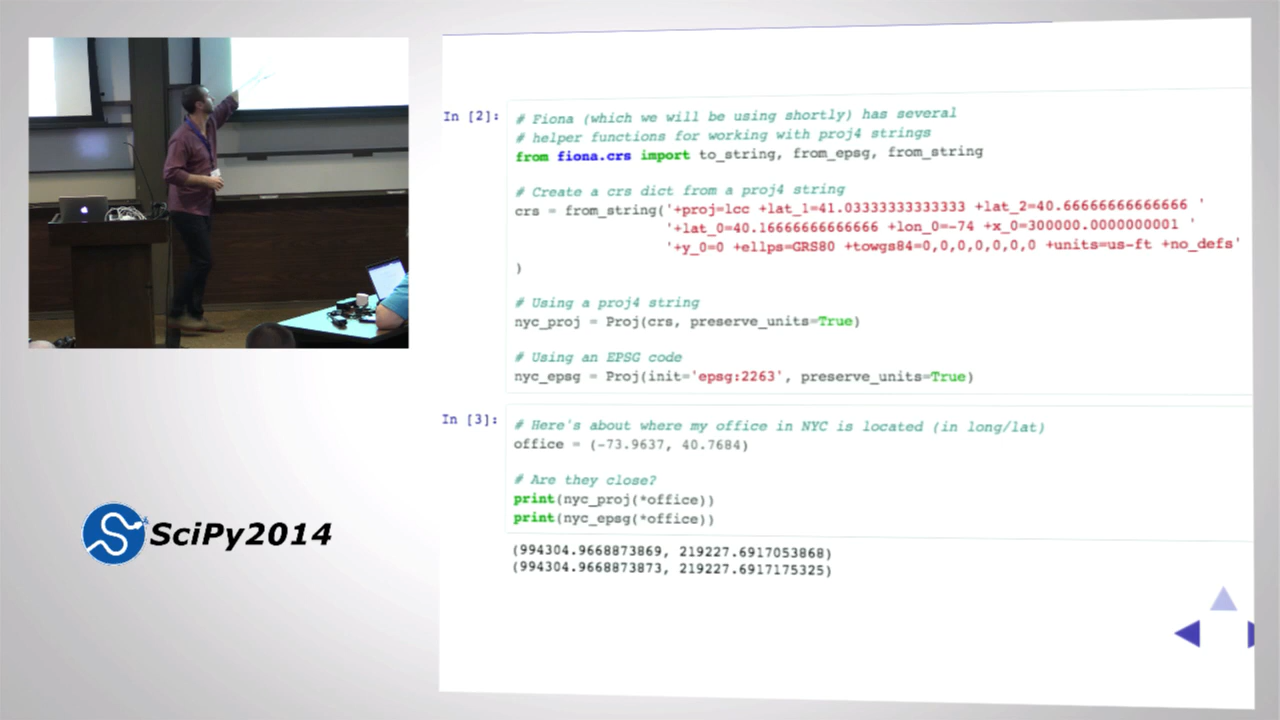 In [2]:
# Fiona (which we will be using shortly) has several
# helper functions for working with proj4 strings
from fiona.crs import to_string, from_epsg, from_string
# Create a crs dict from a proj4 string
crs = from_string('+proj=lcc +lat_1=41.03333333333333 +lat_2=40.66666666666666 '
'+lat_0=40.16666666666666 +lon_0=-74 +x_0=300000.0000000001 '
'+y_0=0 +ellps=GRS80 +towgs84=0,0,0,0,0,0,0 +units=us-ft +no_defs'
)
# Using a proj4 string
nyc_proj = Proj(crs, preserve_units=True)
# Using an EPSG code
nyc_epsg = Proj(init='epsg:2263', preserve_units=True)
In [3]:
# Here's about where my office in NYC is located (in long/lat)
office = (-73.9637, 40.7684)
# Are they close?
print(nyc_proj(*office))
print(nyc_epsg(*office))
(994304.9668873869, 219227.6917053868)
(994304.9668873873, 219227.6917175325)
SciPy2014